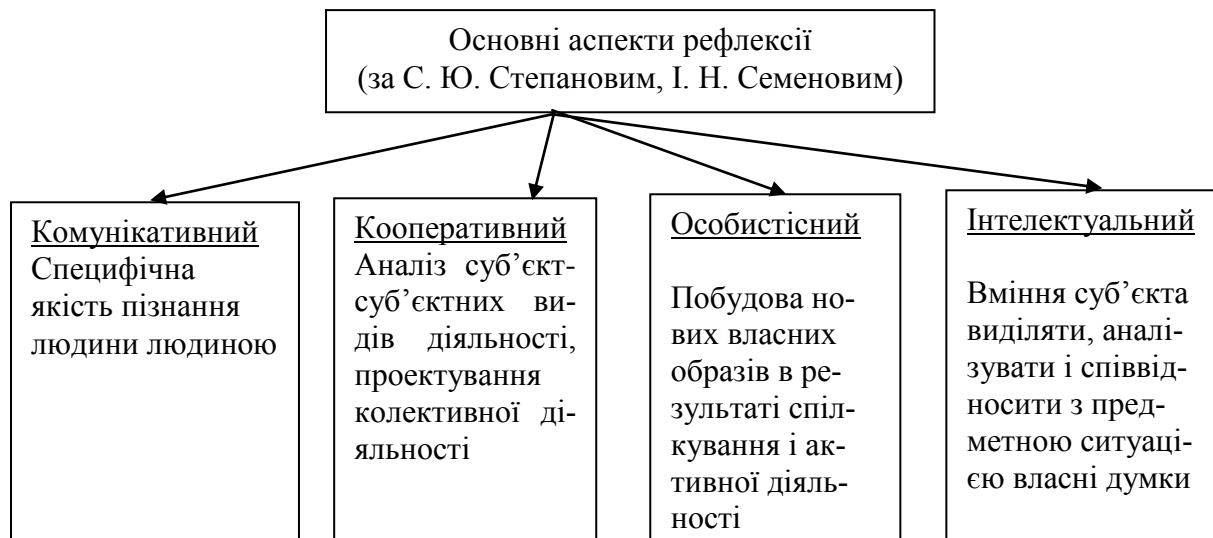 Основні аспекти рефлексії
(за С. Ю. Степановим, І. Н. Семеновим)
Комунікативний
Специфічна
якість пізнання
людини людиною
Кооперативний
Аналіз суб’єкт-
суб’єктних ви-
дів діяльності,
проектування
колективної ді-
яльності
Особистісний
Побудова но-
вих власних
образів в ре-
зультаті спіл-
кування і ак-
тивної діяль-
ності
Інтелектуальний
Вміння суб’єкта
виділяти, аналі-
зувати і співвід-
носити з пред-
метною ситуаці-
єю власні думки